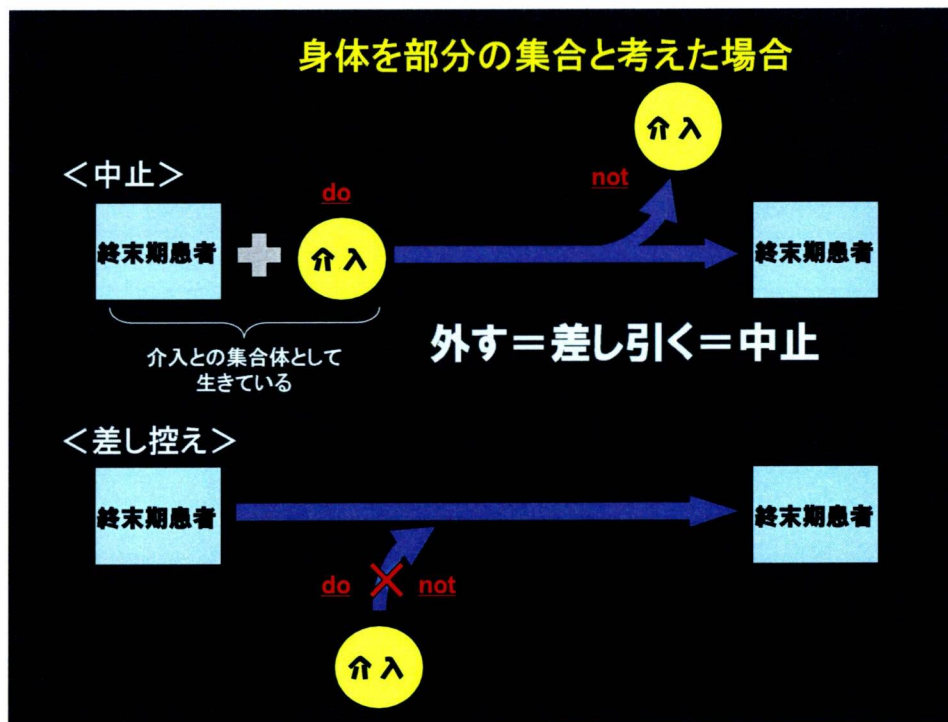 身体を部分の集合と考えた場合
介入
＜中止＞
do
not
終末期患者
介入
終末期患者
介入との集合体として
生きている
外す＝差し引く＝中止
＜差し控え＞
終末期患者
終末期患者
do
not
介入